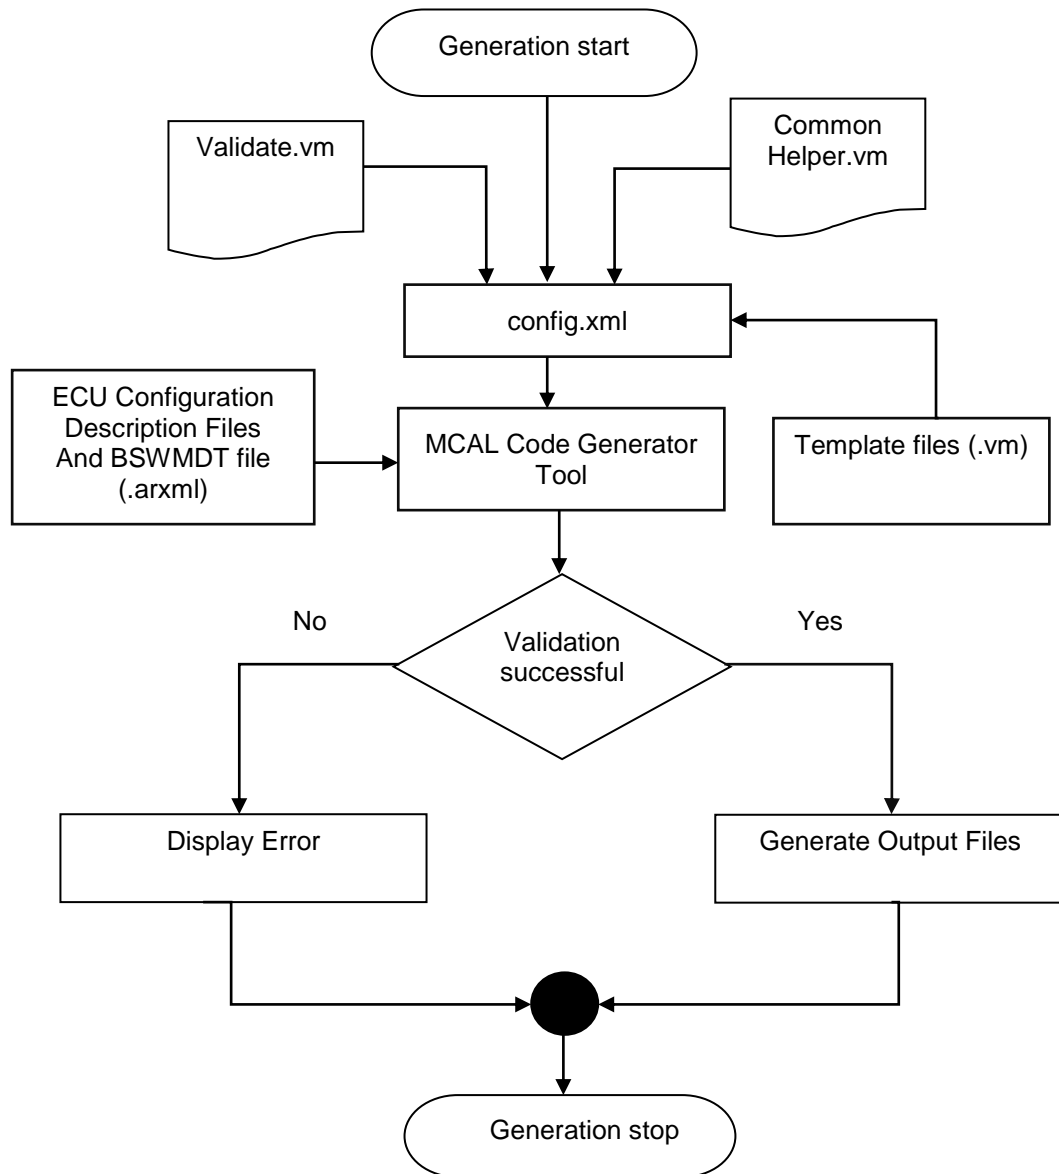 Generation start
Validate.vm
Common
Helper.vm
config.xml
ECU Configuration
Description Files
And BSWMDT file
(.arxml)
MCAL Code Generator
Tool
Template files (.vm)
No
Yes
Validation
successful
Display Error
Generate Output Files
Generation stop